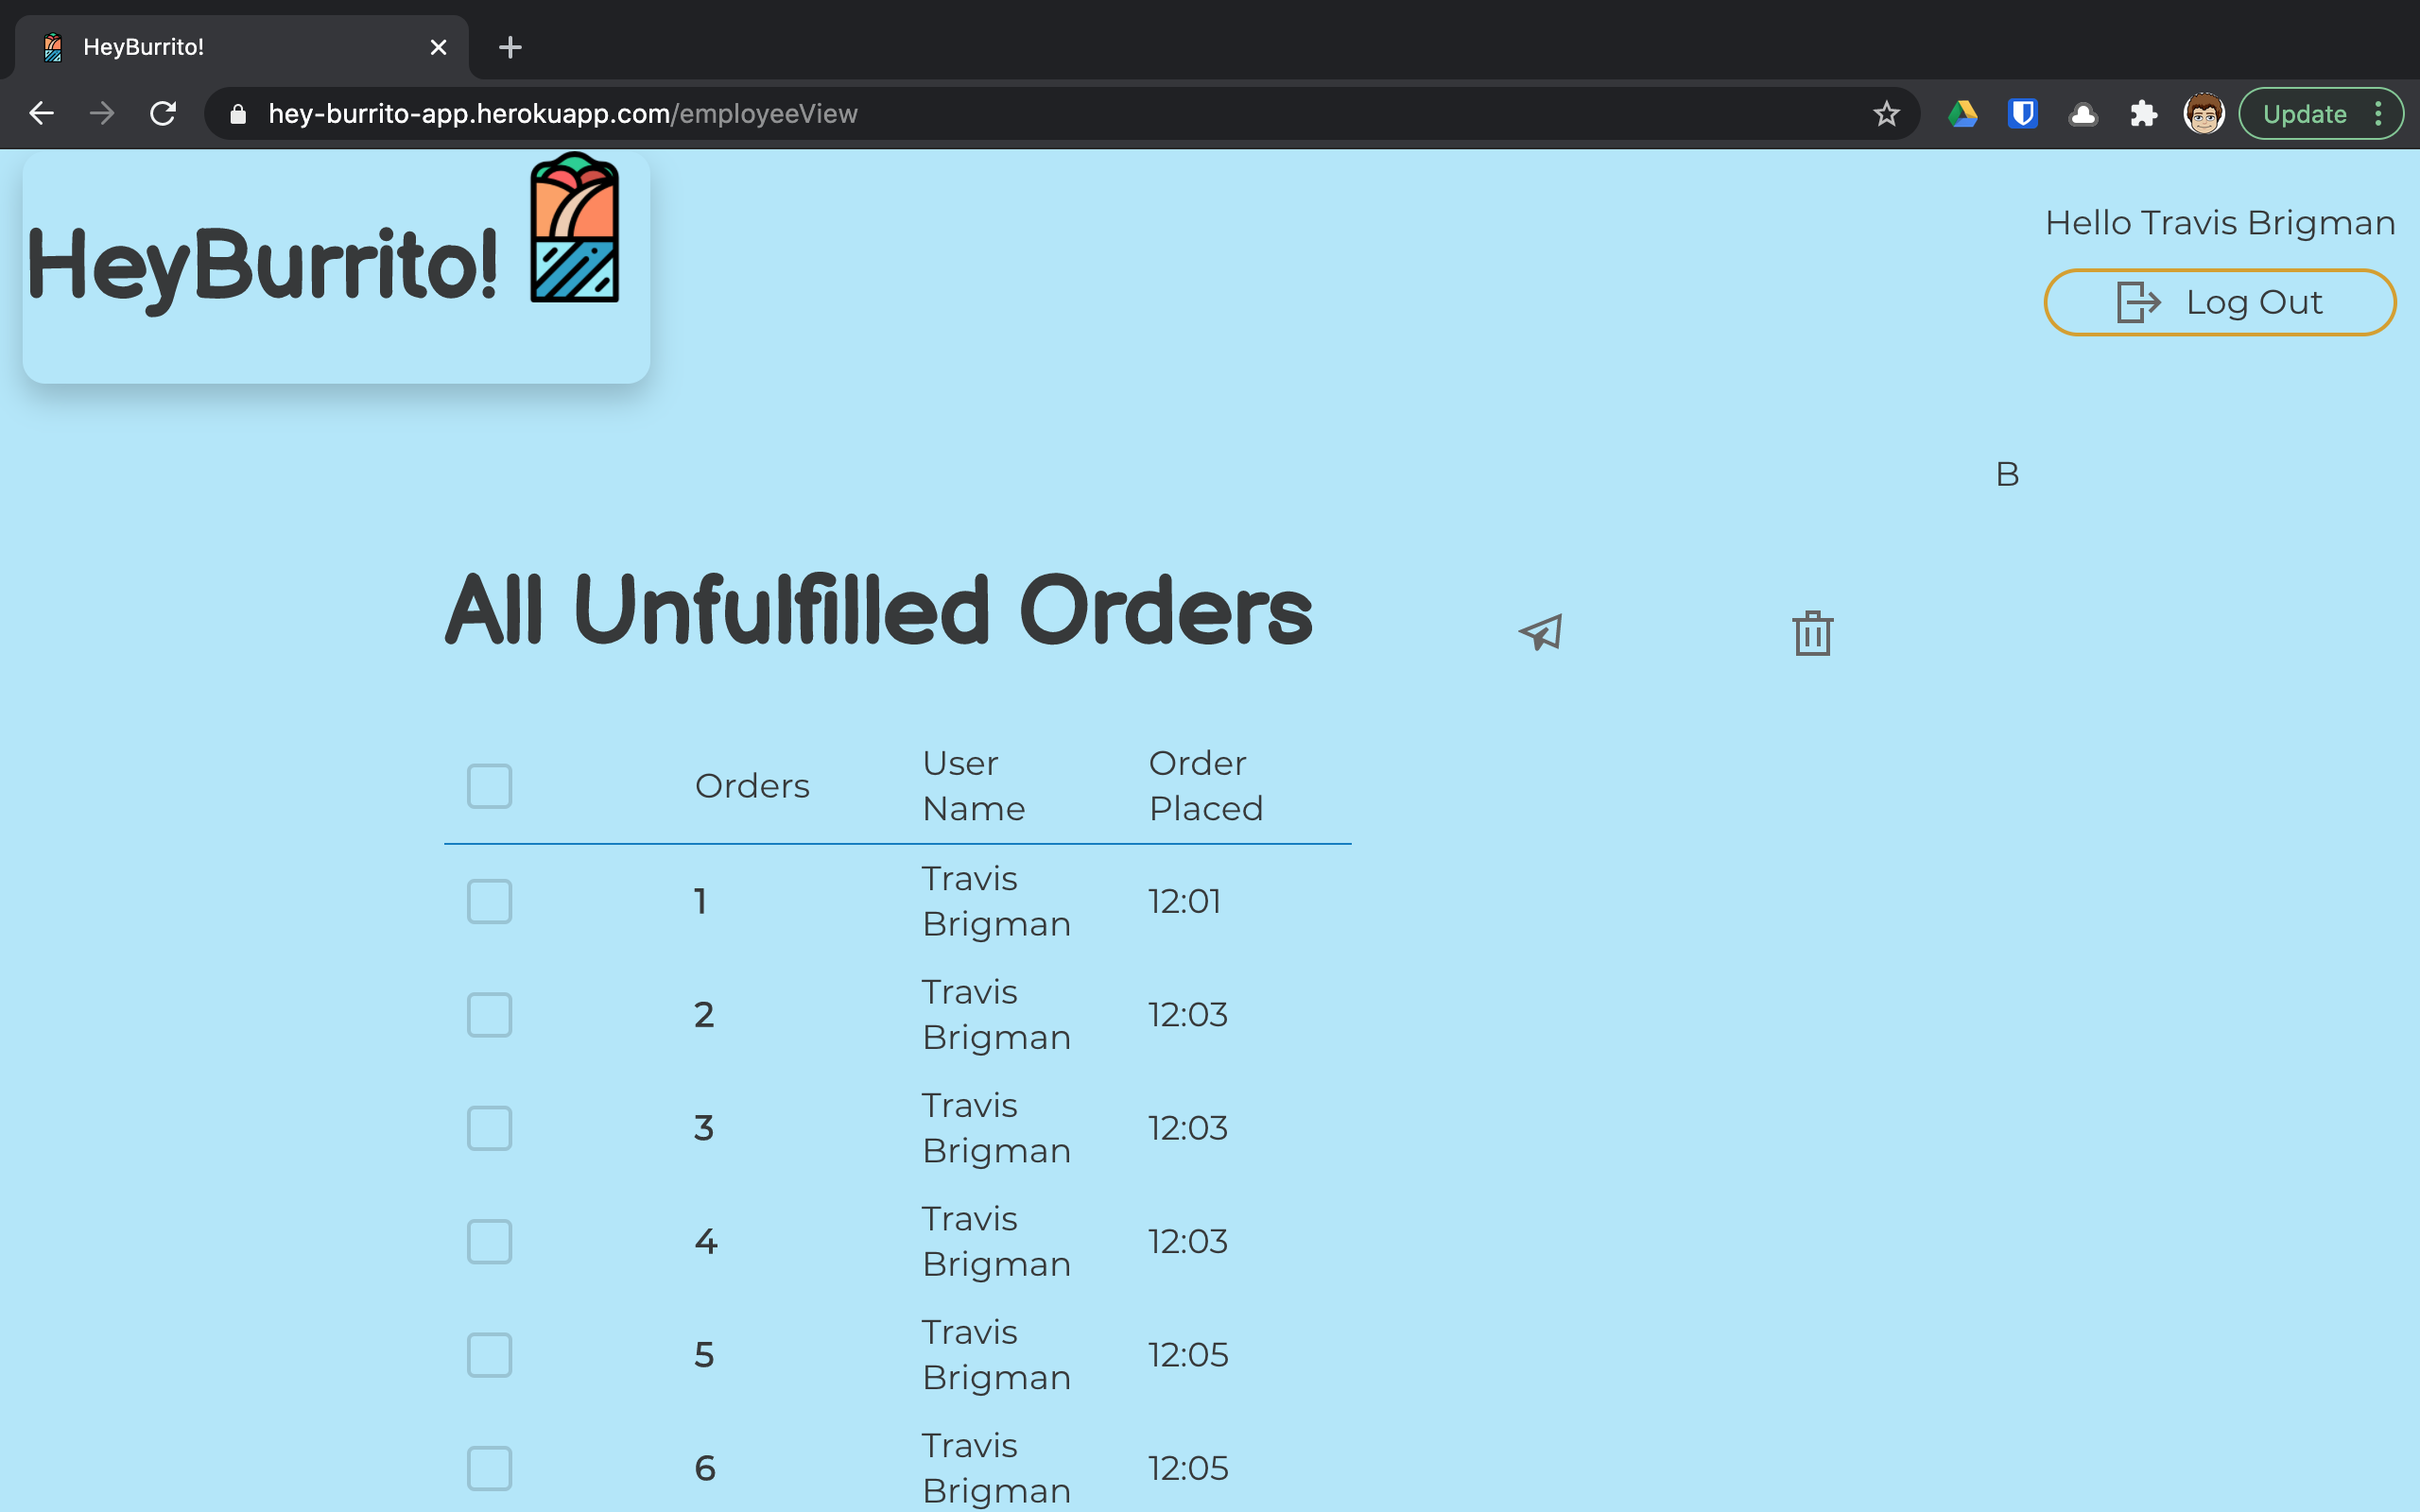 HeyBurrito!
hey-burrito-app.herokuapp.com/employeeView
Update
HeyBurrito!
Hello Travis Brigman
Log Out
B
All Unfulfilled Orders
Orders
User
Name
Order
Placed
1
Travis
Brigman
12:01
2
Travis
Brigman
12:03
3
Travis
Brigman
12:03
4
Travis
Brigman
12:03
5
Travis
Brigman
12:05
6
Travis
Brigman
12:05